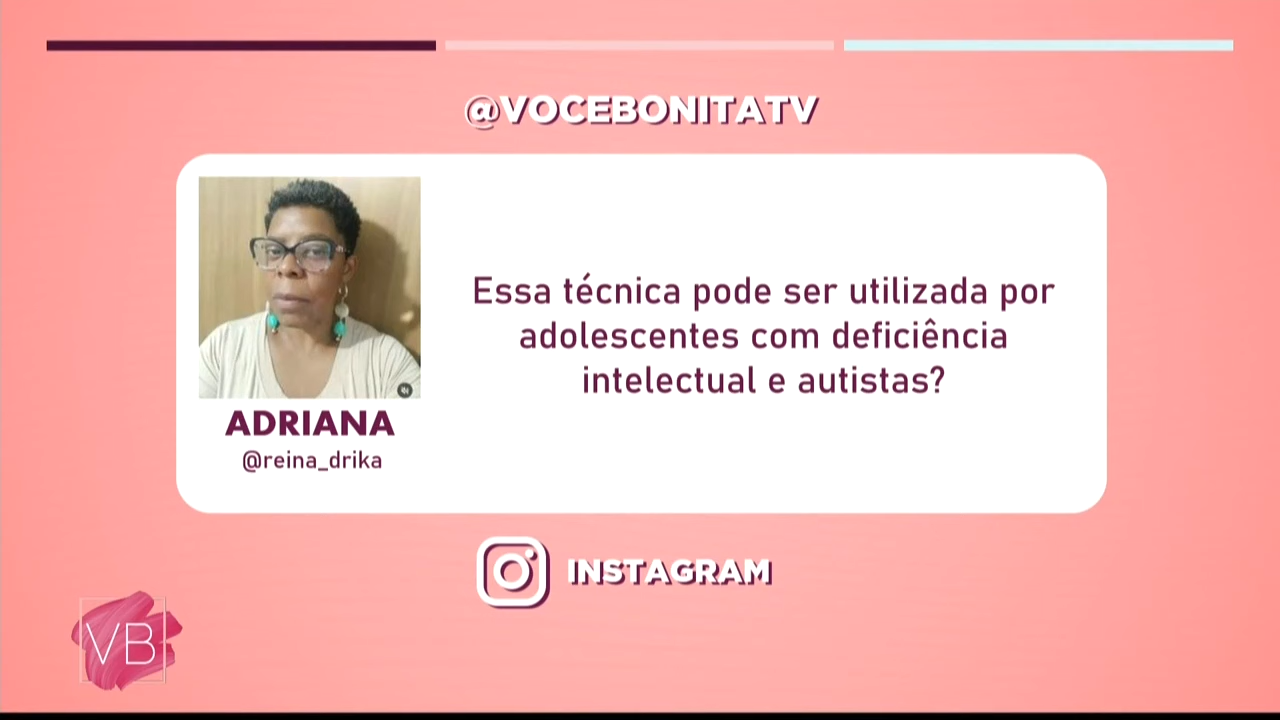 @VOCEBONITATV
Essa técnica pode ser utilizada por
adolescentes com deficiência
intelectual e autistas?
ADRIANA
@reina_drika
INSTAGRAM
VB